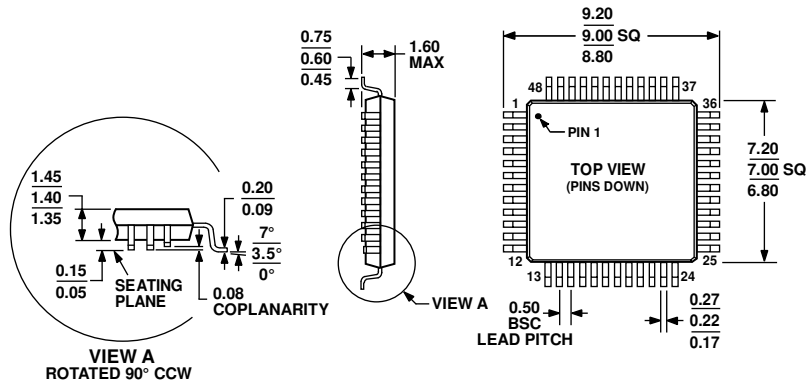 0.75
0.60
0.45
1.60
MAX
9.20
9.00 SQ
8.80
48
37
1
36
PIN 1
TOP VIEW
(PINS DOWN)
7.20
7.00 SQ
6.80
12
25
13
24
0.50
BSC
LEAD PITCH
0.27
0.22
0.17
VIEW A
1.45
1.40
1.35
0.20
0.09
7°
3.5°
0°
0.15
0.05
SEATING
PLANE
0.08
COPLANARITY
VIEW A
ROTATED 90° CCW